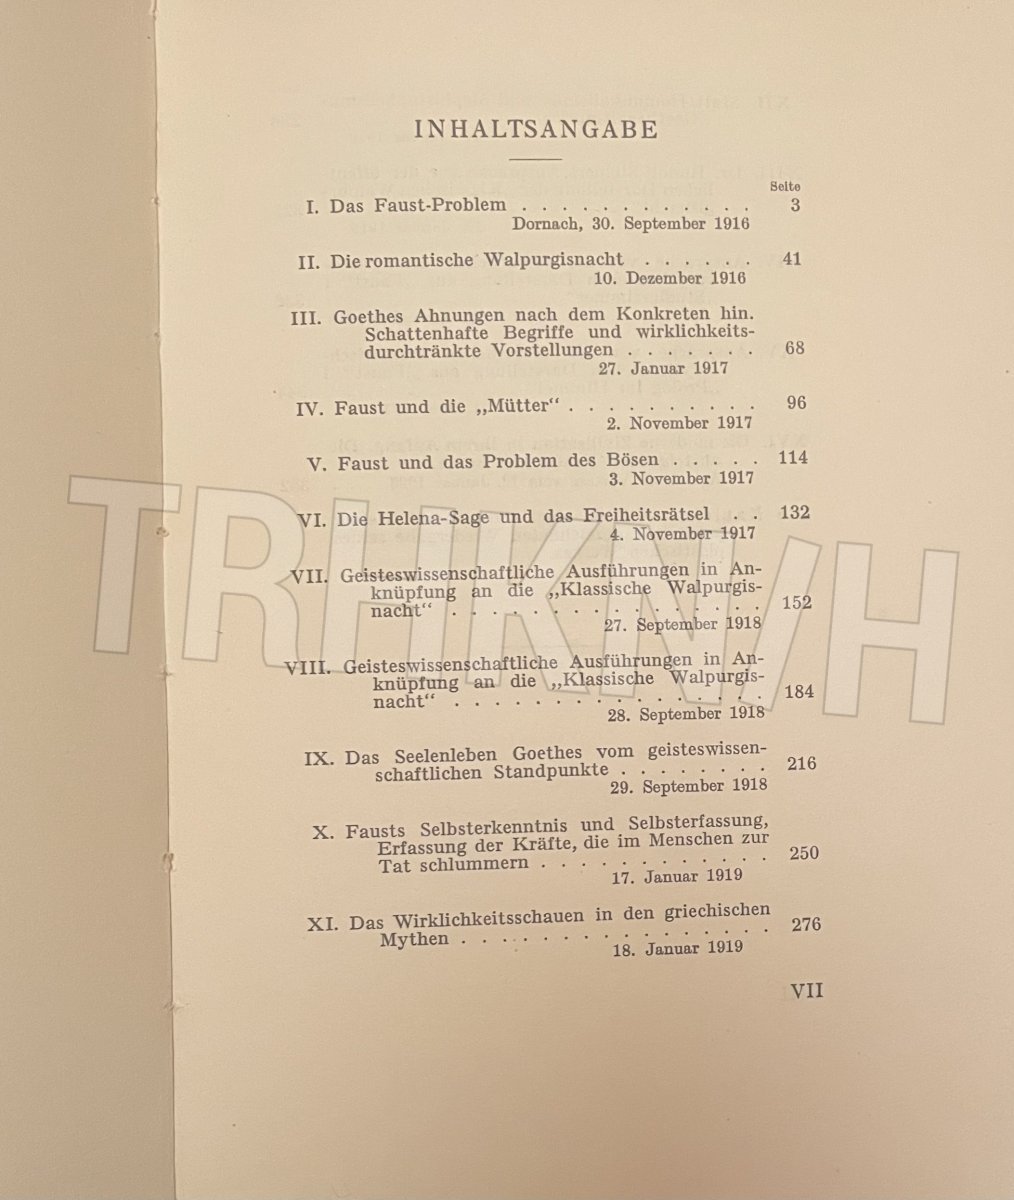 INHALTSANGABE
Seite
I. Das Faust-Problem . . . . . . . . . . . . 3
Dornach, 30. September 1916
II. Die romantische Walpurgisnacht . . . . . . 41
10. Dezember 1916
III. Goethes Ahnungen nach dem Konkreten hin.
Schattenhafte Begriffe und wirklichkeits-
durchtränkte Vorstellungen . . . . . . . 68
27. Januar 1917
IV. Faust und die „Mütter“ . . . . . . . . . . 96
2. November 1917
V. Faust und das Problem des Bösen . . . . . 114
3. November 1917
VI. Die Helena-Sage und das Freiheitsrätsel . . 132
4. November 1917
VII. Geisteswissenschaftliche Ausführungen in An-
knüpfung an die „Klassische Walpurgis-
nacht“ . . . . . . . . . . . . . . . . 152
27. September 1918
VIII. Geisteswissenschaftliche Ausführungen in An-
knüpfung an die „Klassische Walpurgis-
nacht“ . . . . . . . . . . . . . . . . 184
28. September 1918
IX. Das Seelenleben Goethes vom geisteswissen-
schaftlichen Standpunkte . . . . . . . . 216
29. September 1918
X. Fausts Selbsterkenntnis und Selbsterfassung,
Erfassung der Kräfte, die im Menschen zur
Tat schlummern . . . . . . . . . . . . 250
17. Januar 1919
XI. Das Wirklichkeitsschauen in den griechischen
Mythen . . . . . . . . . . . . . . . . 276
18. Januar 1919
VII